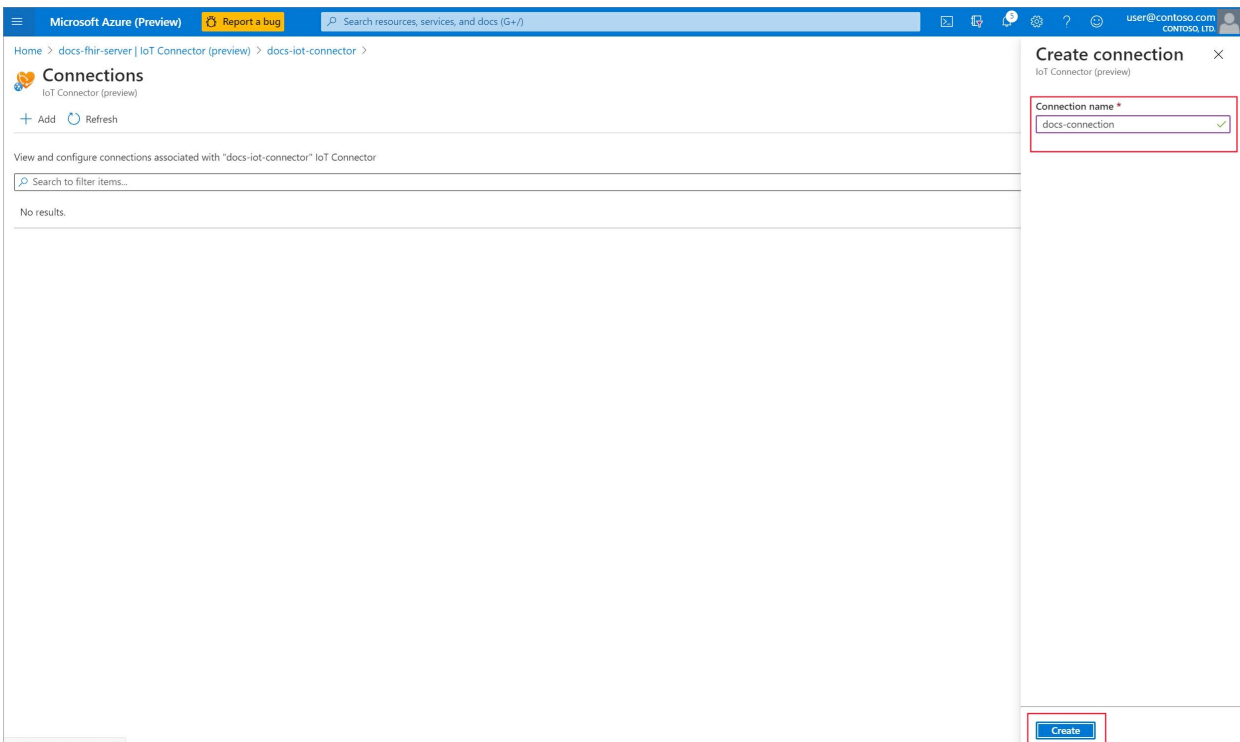 Microsoft Azure (Preview)
Report a bug
Search resources, services, and docs (G+/)
5
user@contoso.com
CONTOSO, LTD.
Home > docs-fhir-server | IoT Connector (preview) > docs-iot-connector >
Connections
IoT Connector (preview)
+ Add
Refresh
View and configure connections associated with "docs-iot-connector" IoT Connector
Search to filter items...
No results.
Create connection
IoT Connector (preview)
Connection name *
docs-connection
Create